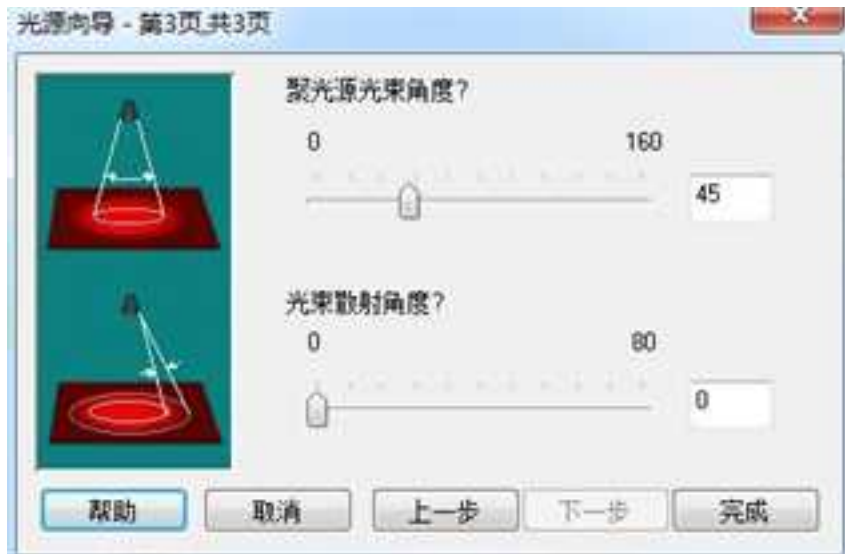 光源向导 - 第3页,共3页
聚光源光束角度?
0 160
45
光束散射角度?
0 80
0
帮助 取消 上一步 下一步 完成